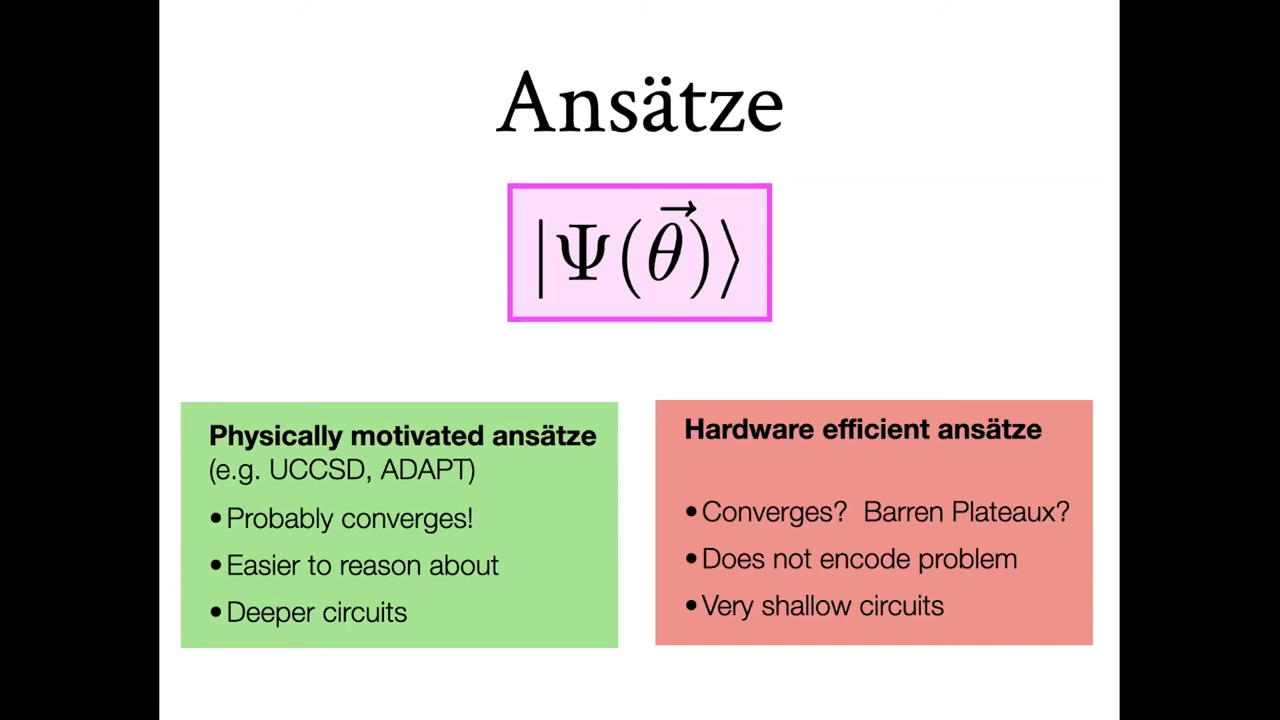 Ansätze
|Ψ(θ⃗)⟩
Physically motivated ansätze
(e.g. UCCSD, ADAPT)
•Probably converges!
•Easier to reason about
•Deeper circuits
Hardware efficient ansätze
•Converges? Barren Plateaux?
•Does not encode problem
•Very shallow circuits